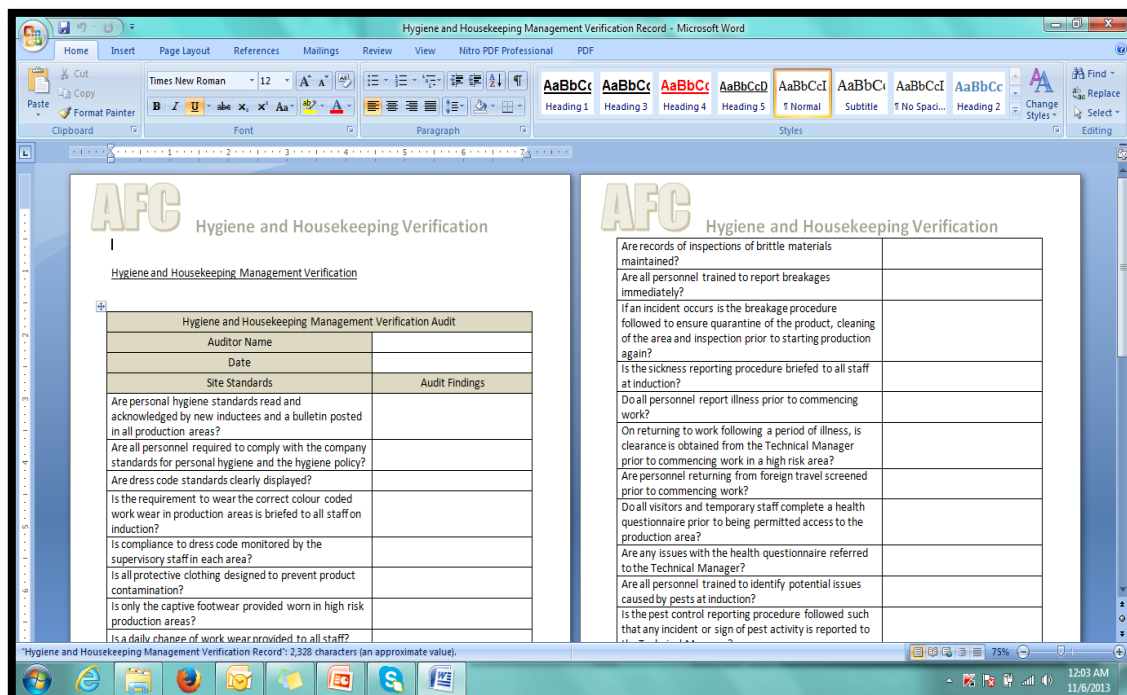 Hygiene and Housekeeping Management Verification Record - Microsoft Word
Home Insert Page Layout References Mailings Review View Nitro PDF Professional PDF
Paste
Cut
Copy
Format Painter
Clipboard
Times New Roman 12
Font
Paragraph
AaBbCc AaBbCc AaBbCc AaBbCcD AaBbCcI AaBbC AaBbCcI AaBbCc
Heading 1 Heading 3 Heading 4 Heading 5 ¶ Normal Subtitle ¶ No Spaci... Heading 2
Change Styles
Styles
Find
Replace
Select
Editing
AFC Hygiene and Housekeeping Verification
Hygiene and Housekeeping Management Verification
Hygiene and Housekeeping Management Verification Audit
Auditor Name
Date
Site Standards Audit Findings
Are personal hygiene standards read and
acknowledged by new inductees and a bulletin posted
in all production areas?
Are all personnel required to comply with the company
standards for personal hygiene and the hygiene policy?
Are dress code standards clearly displayed?
Is the requirement to wear the correct colour coded
work wear in production areas is briefed to all staff on
induction?
Is compliance to dress code monitored by the
supervisory staff in each area?
Is all protective clothing designed to prevent product
contamination?
Is only the captive footwear provided worn in high risk
production areas?
Is a daily change of work wear provided to all staff?
AFC Hygiene and Housekeeping Verification
Are records of inspections of brittle materials
maintained?
Are all personnel trained to report breakages
immediately?
If an incident occurs is the breakage procedure
followed to ensure quarantine of the product, cleaning
of the area and inspection prior to starting production
again?
Is the sickness reporting procedure briefed to all staff
at induction?
Do all personnel report illness prior to commencing
work?
On returning to work following a period of illness, is
clearance is obtained from the Technical Manager
prior to commencing work in a high risk area?
Are personnel returning from foreign travel screened
prior to commencing work?
Do all visitors and temporary staff complete a health
questionnaire prior to being permitted access to the
production area?
Are any issues with the health questionnaire referred
to the Technical Manager?
Are all personnel trained to identify potential issues
caused by pests at induction?
Is the pest control reporting procedure followed such
that any incident or sign of pest activity is reported to
"Hygiene and Housekeeping Management Verification Record": 2,328 characters (an approximate value).
75%
12:03 AM
11/6/2013